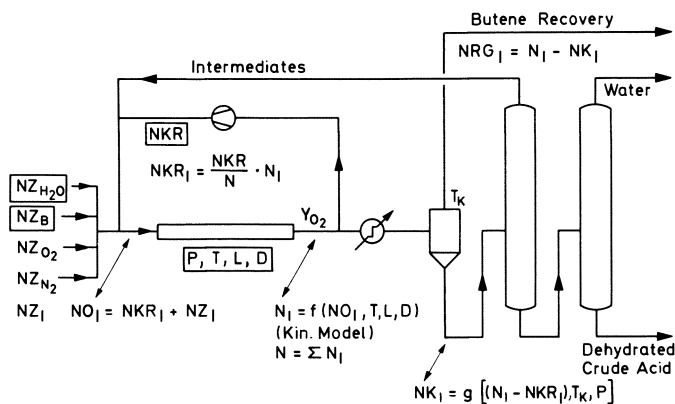 Butene Recovery
NRG_I = N_I – NK_I
Intermediates
Water
NKR
NKR_I = NKR/N · N_I
NZ_H₂O
NZ_B
NZ_O₂
NZ_N₂
Y_O₂
T_K
P, T, L, D
NZ_I
NO_I = NKR_I + NZ_I
N_I = f (NO_I, T, L, D)
(Kin. Model)
N = Σ N_I
Dehydrated
Crude Acid
NK_I = g [(N_I – NKR_I), T_K, P]